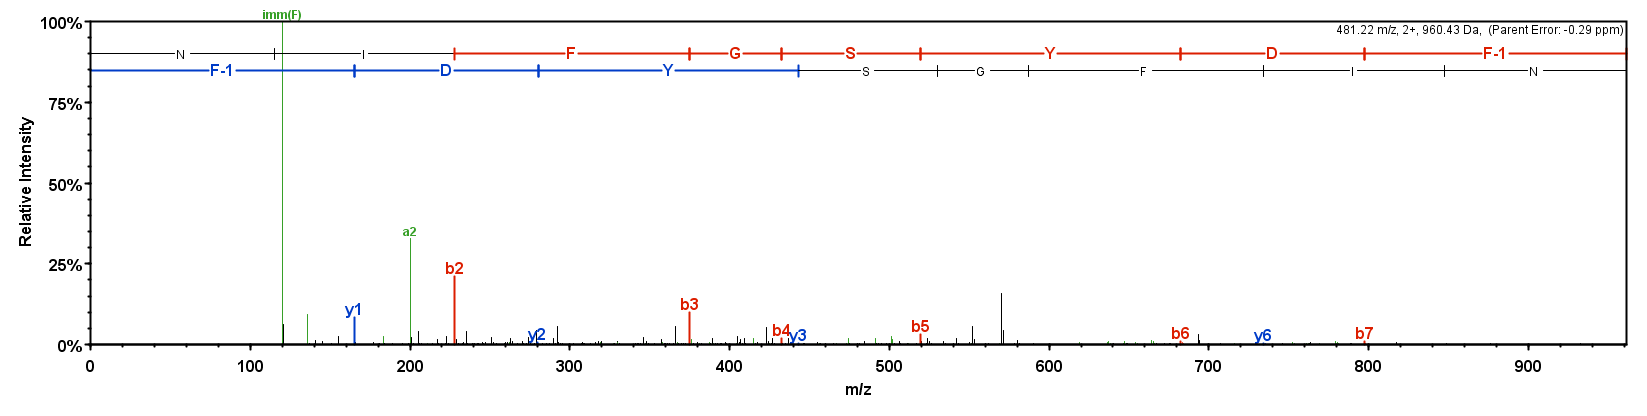 imm(F)
100%
481.22 m/z, 2+, 960.43 Da, (Parent Error: -0.29 ppm)
N I F G S Y D F-1
F-1 D Y S G F I N
75%
Relative Intensity
50%
a2
25%
b2
b3
y1
b4
b5
y2
y3
b6
y6
b7
0%
0 100 200 300 400 500 600 700 800 900
m/z